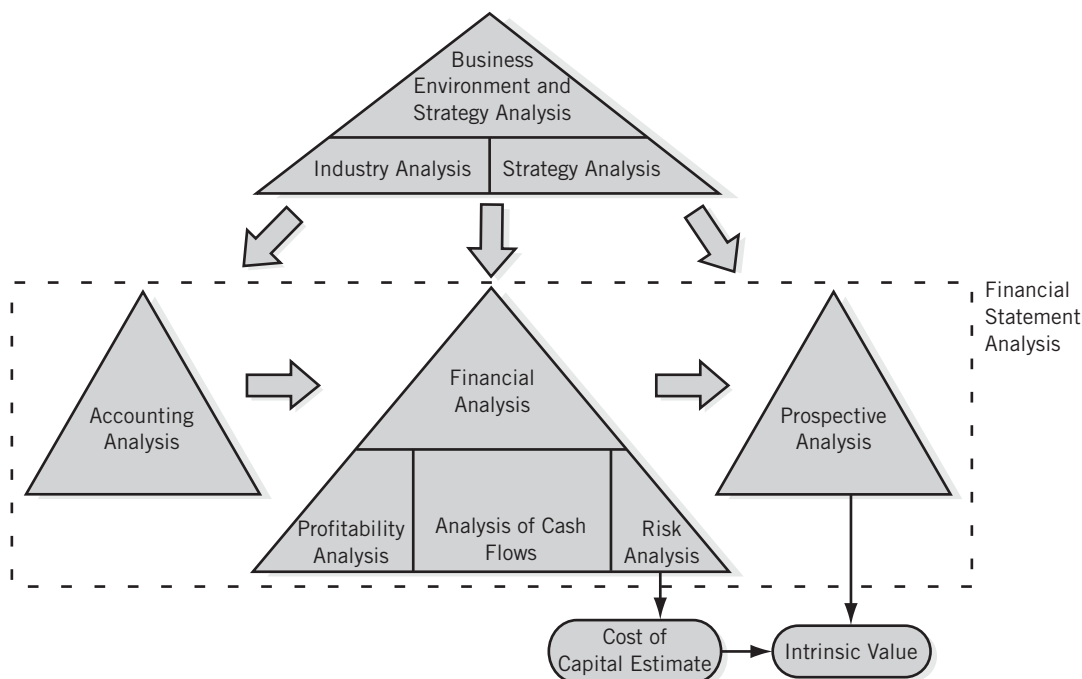 Business
Environment and
Strategy Analysis
Industry Analysis
Strategy Analysis
Financial
Statement
Analysis
Accounting
Analysis
Financial
Analysis
Prospective
Analysis
Profitability
Analysis
Analysis of Cash
Flows
Risk
Analysis
Cost of
Capital Estimate
Intrinsic Value